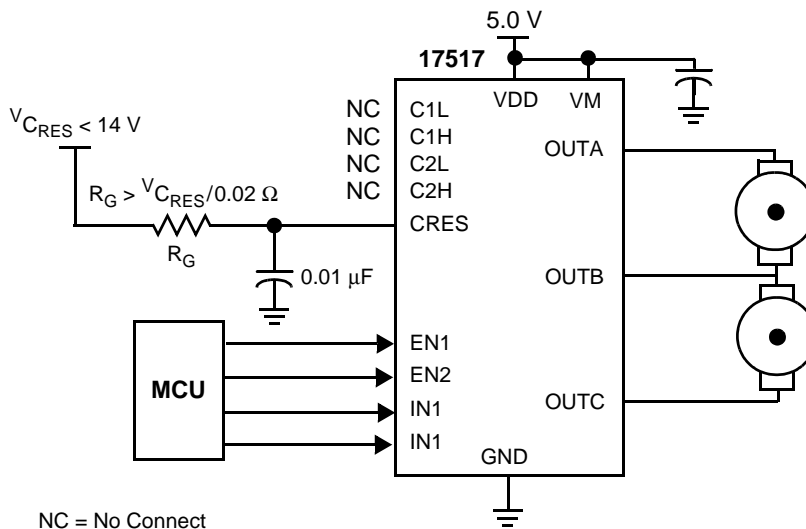 5.0 V
17517
VDD VM
VCRES < 14 V
NC C1L
NC C1H
NC C2L
NC C2H
CRES
RG > VCRES/0.02 Ω
RG
0.01 µF
OUTA
OUTB
OUTC
MCU
EN1
EN2
IN1
IN1
GND
NC = No Connect